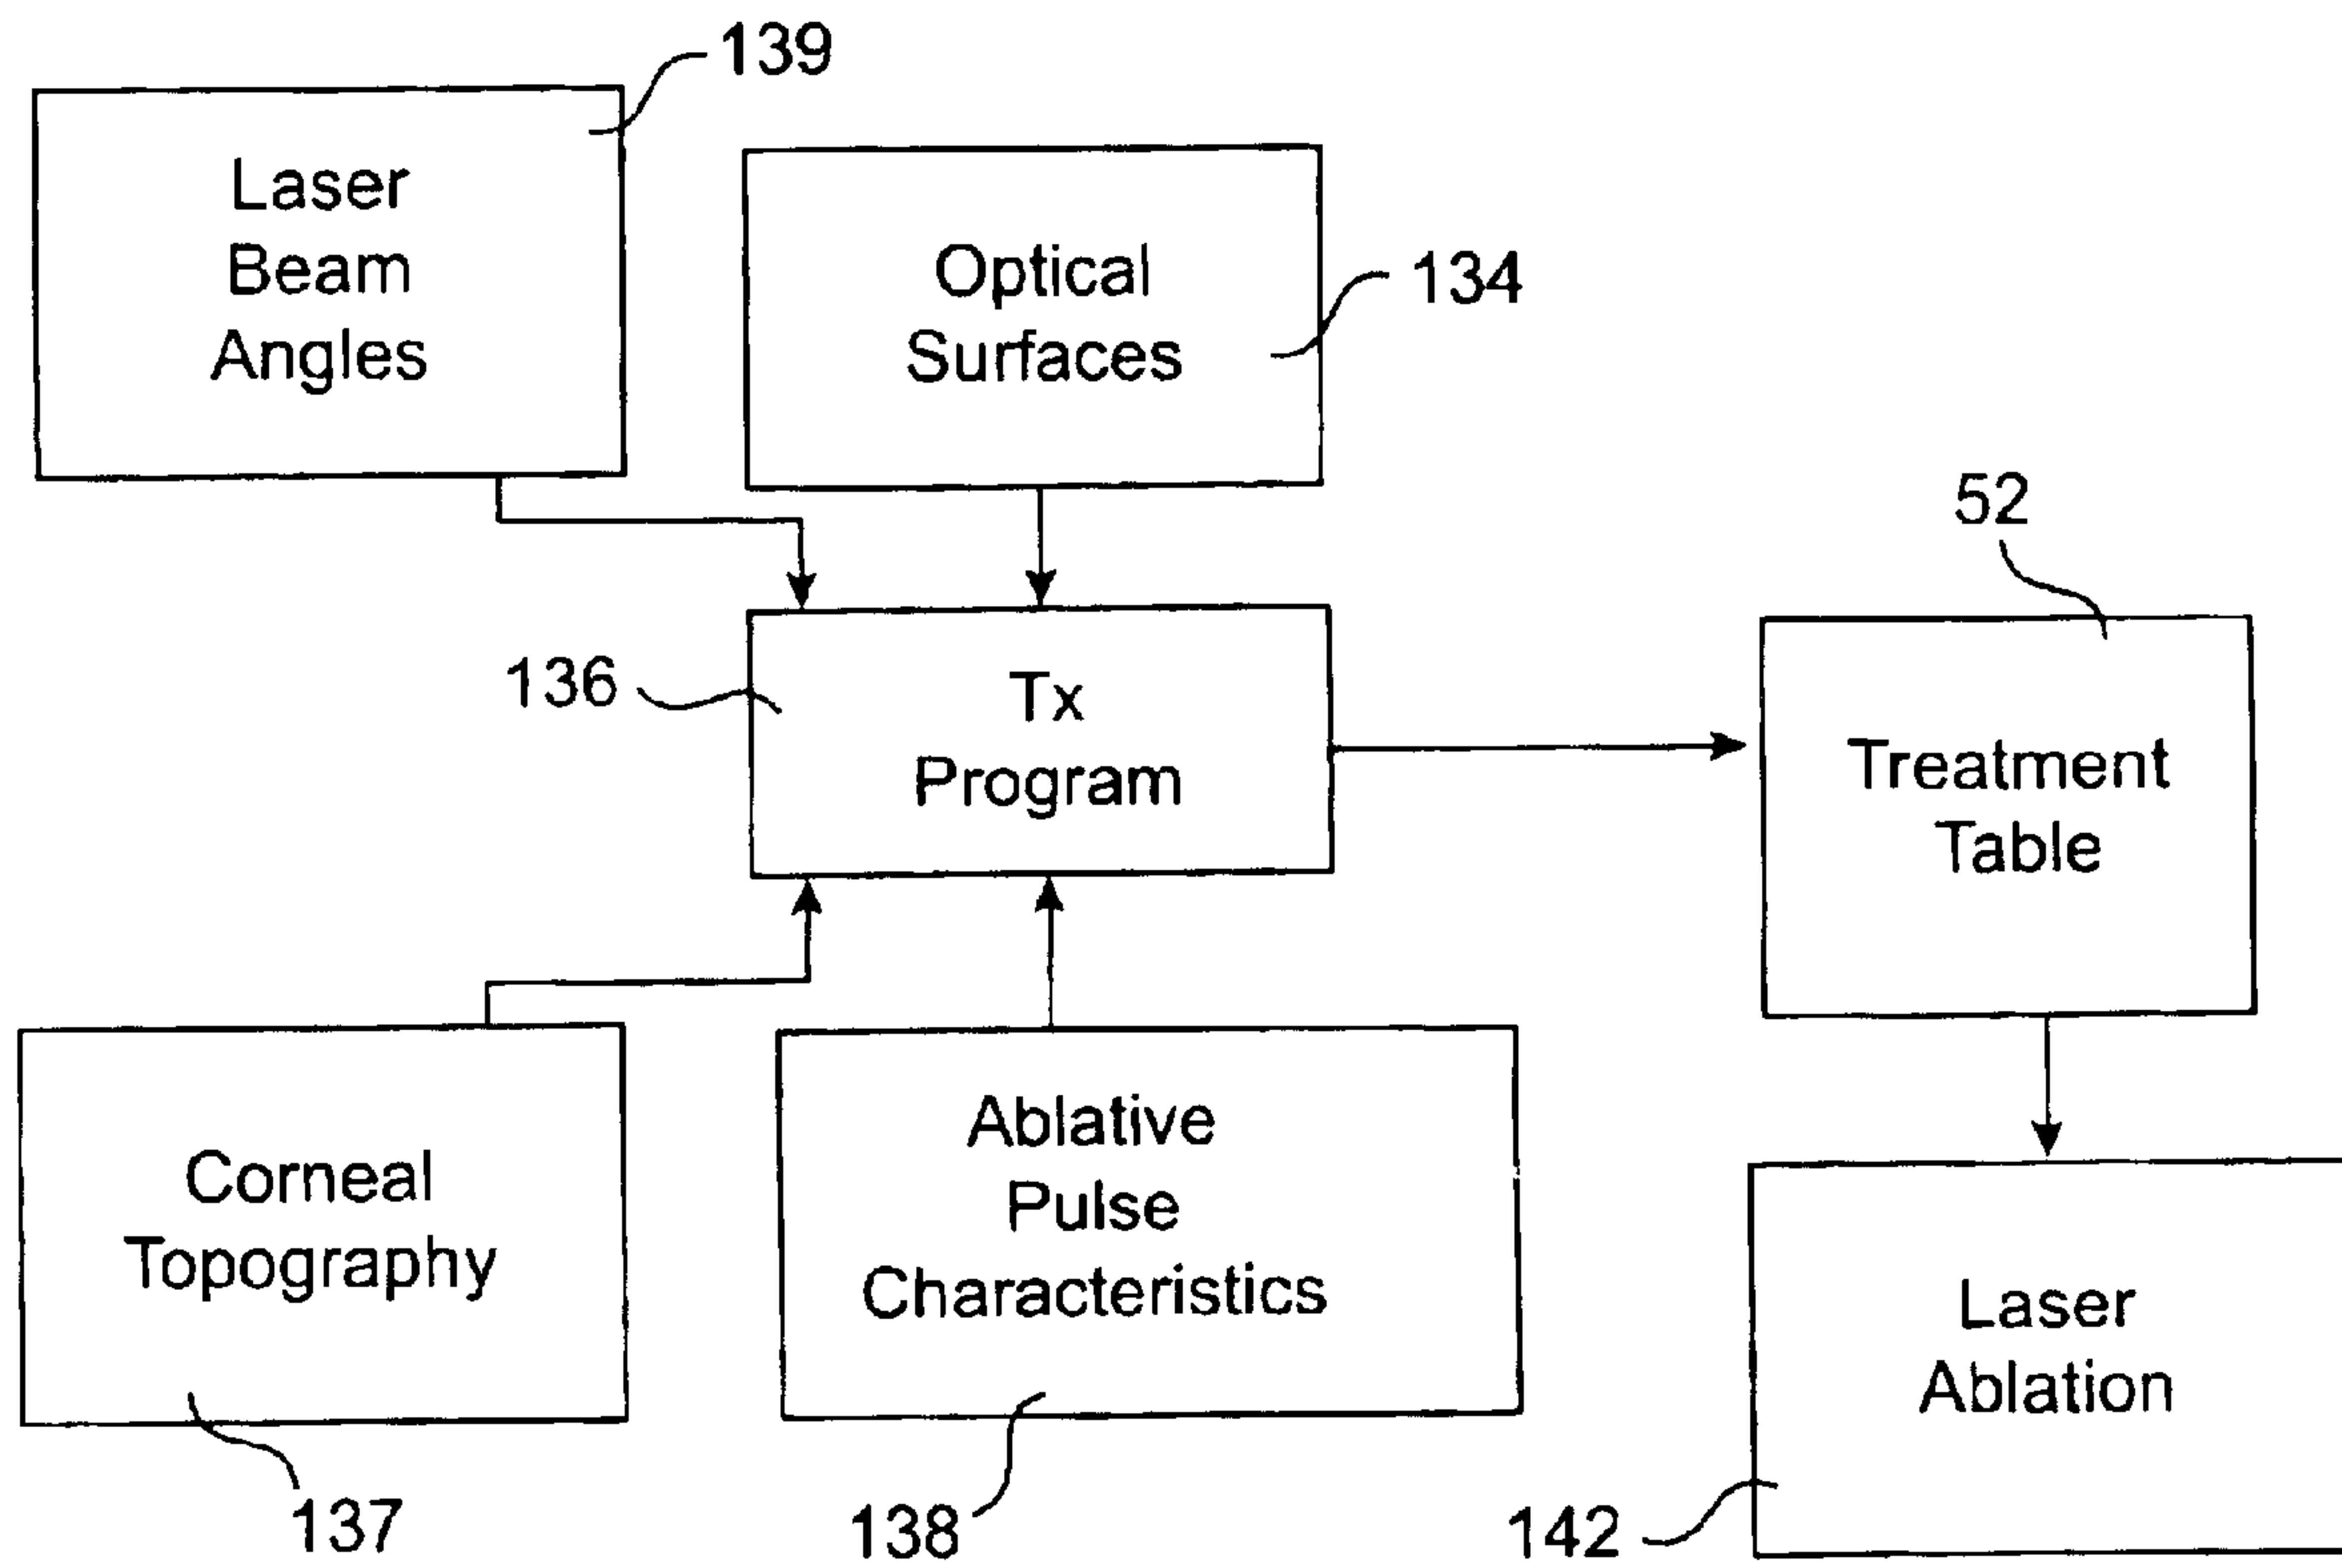 139
Laser
Beam
Angles
Optical
Surfaces
134
52
136
Tx
Program
Treatment
Table
Corneal
Topography
Ablative
Pulse
Characteristics
Laser
Ablation
137
138
142